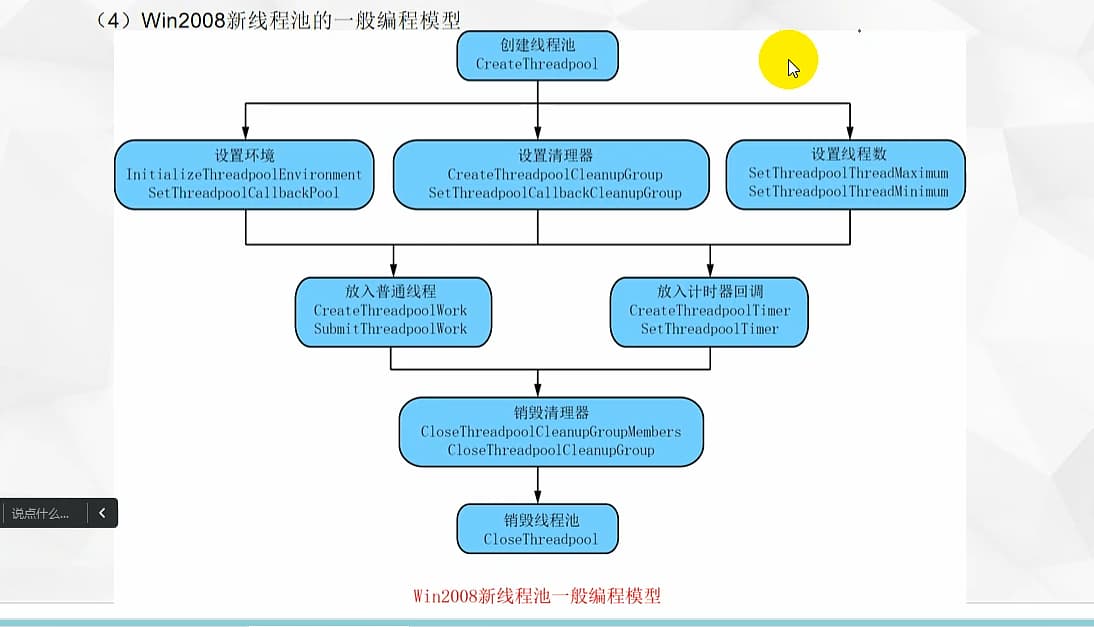 （4）Win2008新线程池的一般编程模型
创建线程池
CreateThreadpool
设置环境
InitializeThreadpoolEnvironment
SetThreadpoolCallbackPool
设置清理器
CreateThreadpoolCleanupGroup
SetThreadpoolCallbackCleanupGroup
设置线程数
SetThreadpoolThreadMaximum
SetThreadpoolThreadMinimum
放入普通线程
CreateThreadpoolWork
SubmitThreadpoolWork
放入计时器回调
CreateThreadpoolTimer
SetThreadpoolTimer
销毁清理器
CloseThreadpoolCleanupGroupMembers
CloseThreadpoolCleanupGroup
说点什么...
销毁线程池
CloseThreadpool
Win2008新线程池一般编程模型